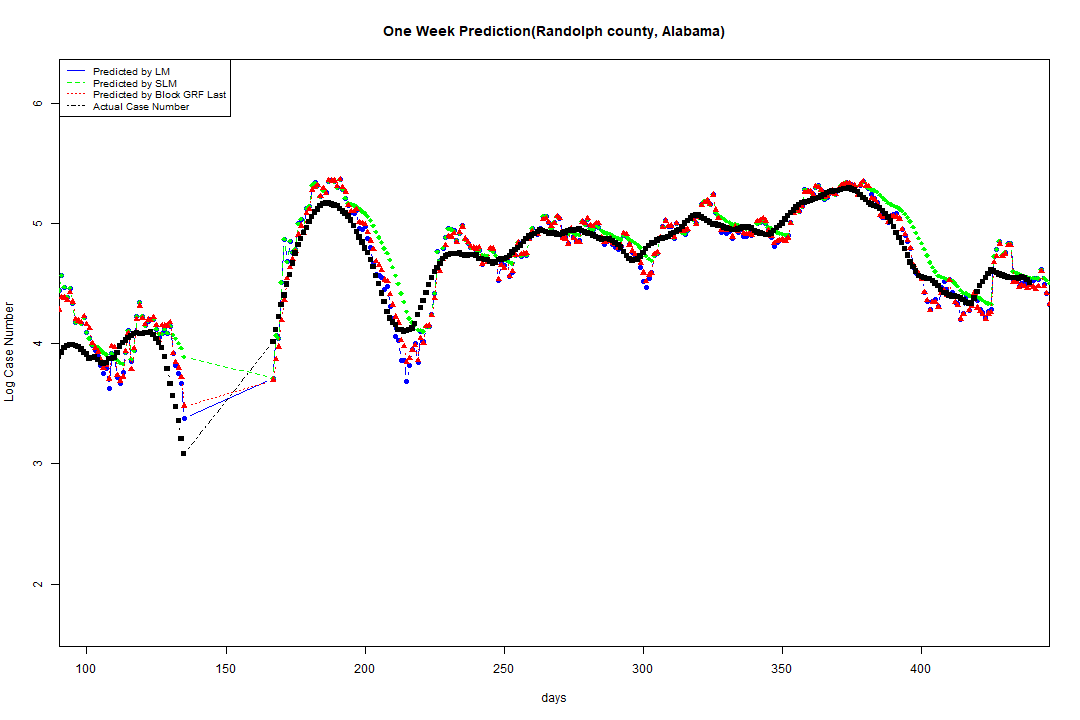 One Week Prediction(Randolph county, Alabama)
Predicted by LM
Predicted by SLM
Predicted by Block GRF Last
Actual Case Number
6
5
4
3
2
Log Case Number
100 150 200 250 300 350 400
days